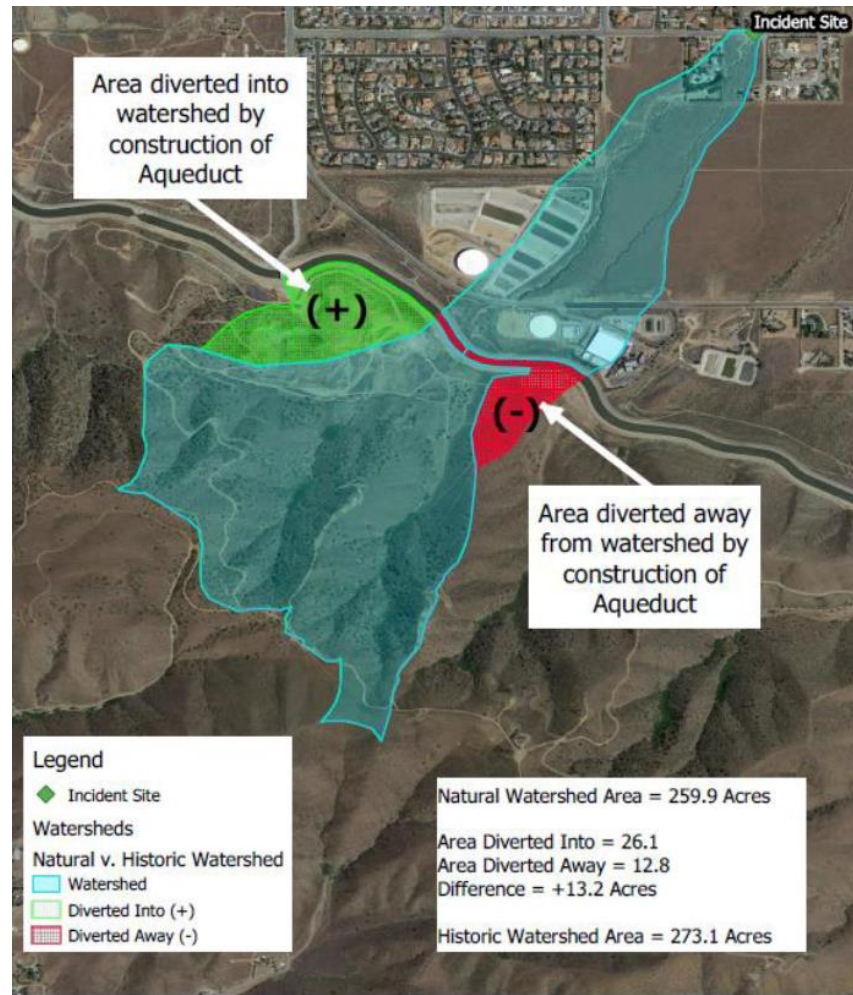 Incident Site
Area diverted into
watershed by
construction of
Aqueduct
(+)
(-)
Area diverted away
from watershed by
construction of
Aqueduct
Legend
Incident Site
Watersheds
Natural v. Historic Watershed
Watershed
Diverted Into (+)
Diverted Away (-)
Natural Watershed Area = 259.9 Acres
Area Diverted Into = 26.1
Area Diverted Away = 12.8
Difference = +13.2 Acres
Historic Watershed Area = 273.1 Acres